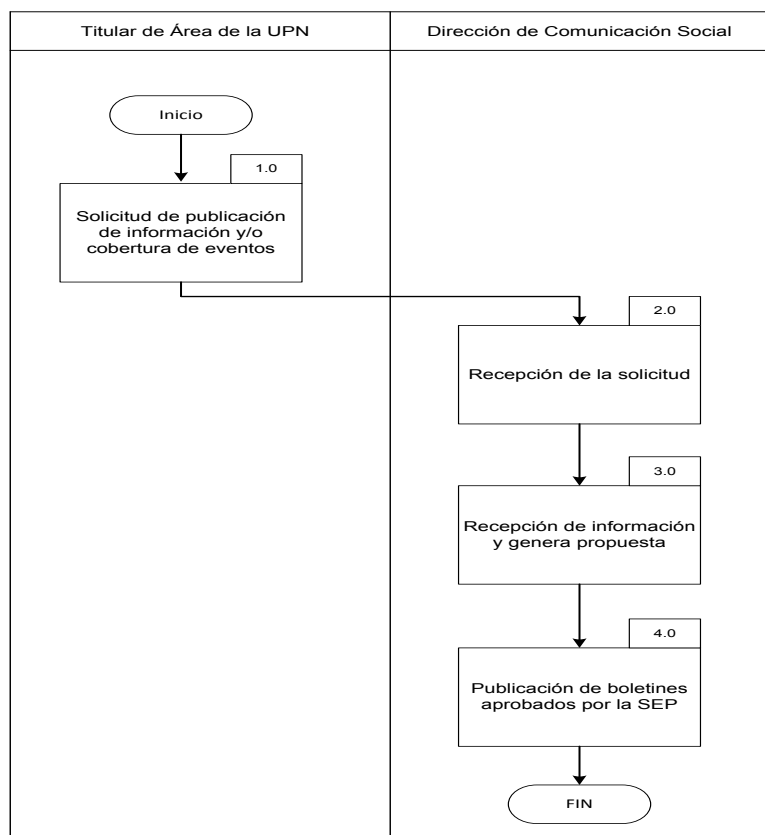 Titular de Área de la UPN
Dirección de Comunicación Social
Inicio
1.0
Solicitud de publicación
de información y/o
cobertura de eventos
2.0
Recepción de la solicitud
3.0
Recepción de información
y genera propuesta
4.0
Publicación de boletines
aprobados por la SEP
FIN